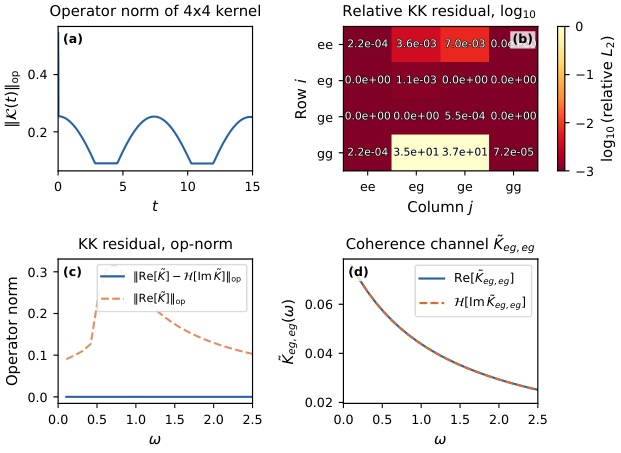 Operator norm of 4x4 kernel
(a)
‖𝒦(t)‖op
0.4
0.2
0 5 10 15
t
Relative KK residual, log₁₀
(b)
Row i
ee 2.2e-04 3.6e-03 7.0e-03
eg 0.0e+00 1.1e-03 0.0e+00 0.0e+00
ge 0.0e+00 0.0e+00 5.5e-04 0.0e+00
gg 2.2e-04 3.5e+01 3.7e+01 7.2e-05
ee eg ge gg
Column j
0
−1
−2
−3
log₁₀ (relative L₂)
KK residual, op-norm
(c)
‖Re[K̃] − ℋ[Im K̃]‖op
‖Re[K̃]‖op
Operator norm
0.3
0.2
0.1
0.0
0.0 0.5 1.0 1.5 2.0 2.5
ω
Coherence channel K̃eg,eg
(d)
Re[K̃eg,eg]
ℋ[Im K̃eg,eg]
K̃eg,eg(ω)
0.06
0.04
0.02
0.0 0.5 1.0 1.5 2.0 2.5
ω